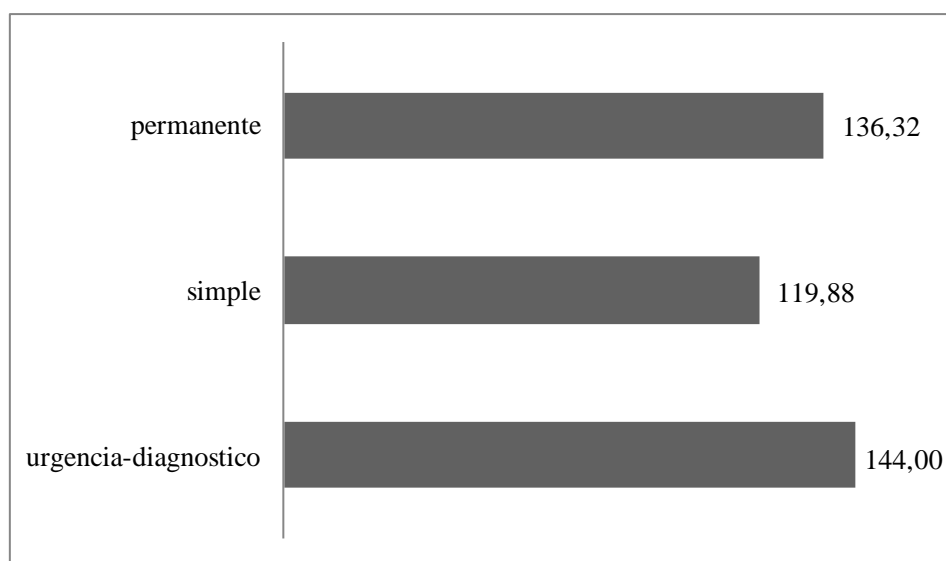 permanente 136,32
simple 119,88
urgencia-diagnostico 144,00